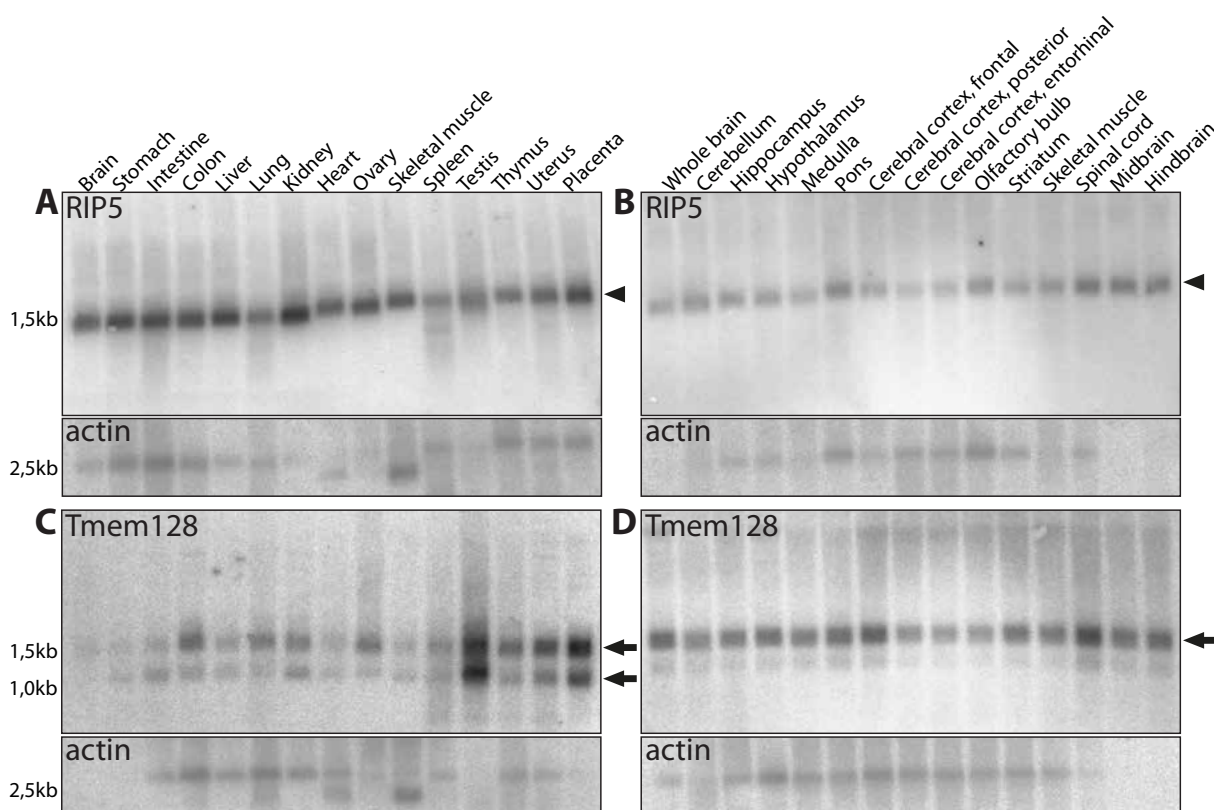 Brain
Stomach
Intestine
Colon
Liver
Lung
Kidney
Heart
Ovary
Skeletal muscle
Spleen
Testis
Thymus
Uterus
Placenta
Whole brain
Cerebellum
Hippocampus
Hypothalamus
Medulla
Pons
Cerebral cortex, frontal
Cerebral cortex, posterior
Cerebral cortex, entorhinal
Olfactory bulb
Striatum
Skeletal muscle
Spinal cord
Midbrain
Hindbrain
A
RIP5
1,5kb
actin
2,5kb
B
RIP5
actin
C
Tmem128
1,5kb
1,0kb
actin
2,5kb
D
Tmem128
actin